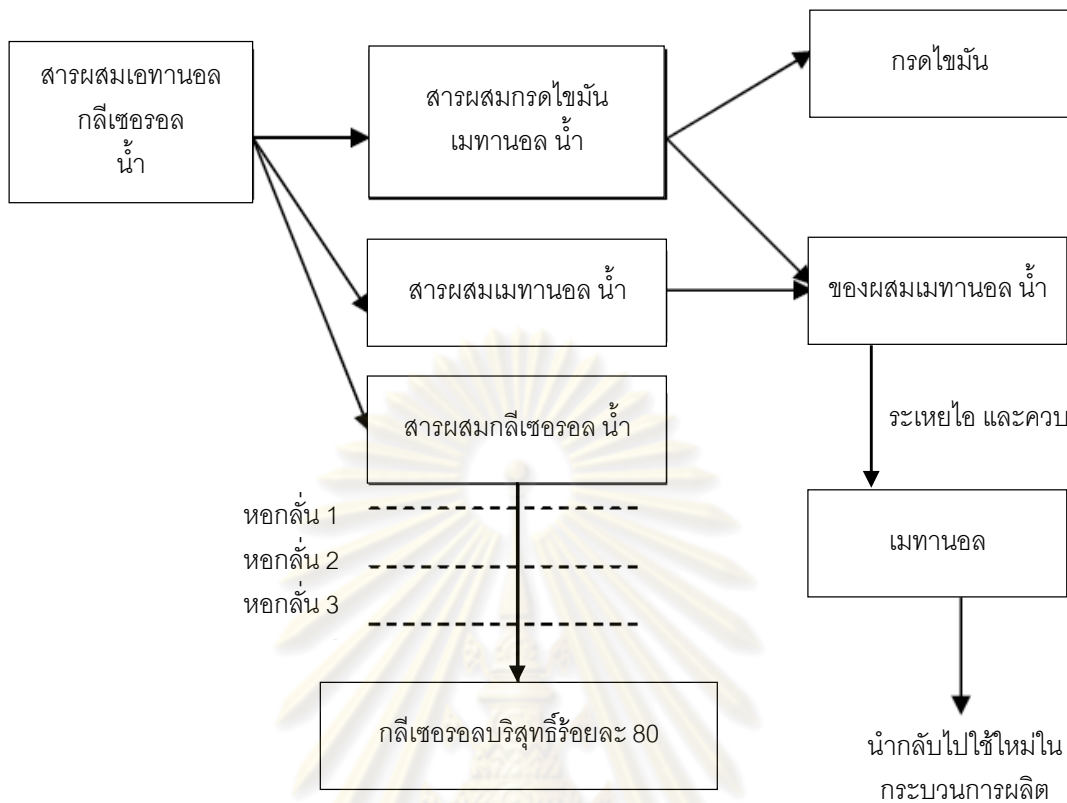 สารผสมเอทานอล
กลีเซอรอล
น้ำ
สารผสมกรดไขมัน
เมทานอล น้ำ
กรดไขมัน
สารผสมเมทานอล น้ำ
ของผสมเมทานอล น้ำ
สารผสมกลีเซอรอล น้ำ
ระเหยไอ และควบ
หอกลั่น 1
หอกลั่น 2
หอกลั่น 3
เมทานอล
กลีเซอรอลบริสุทธิ์ร้อยละ 80
นำกลับไปใช้ใหม่ใน
กระบวนการผลิต